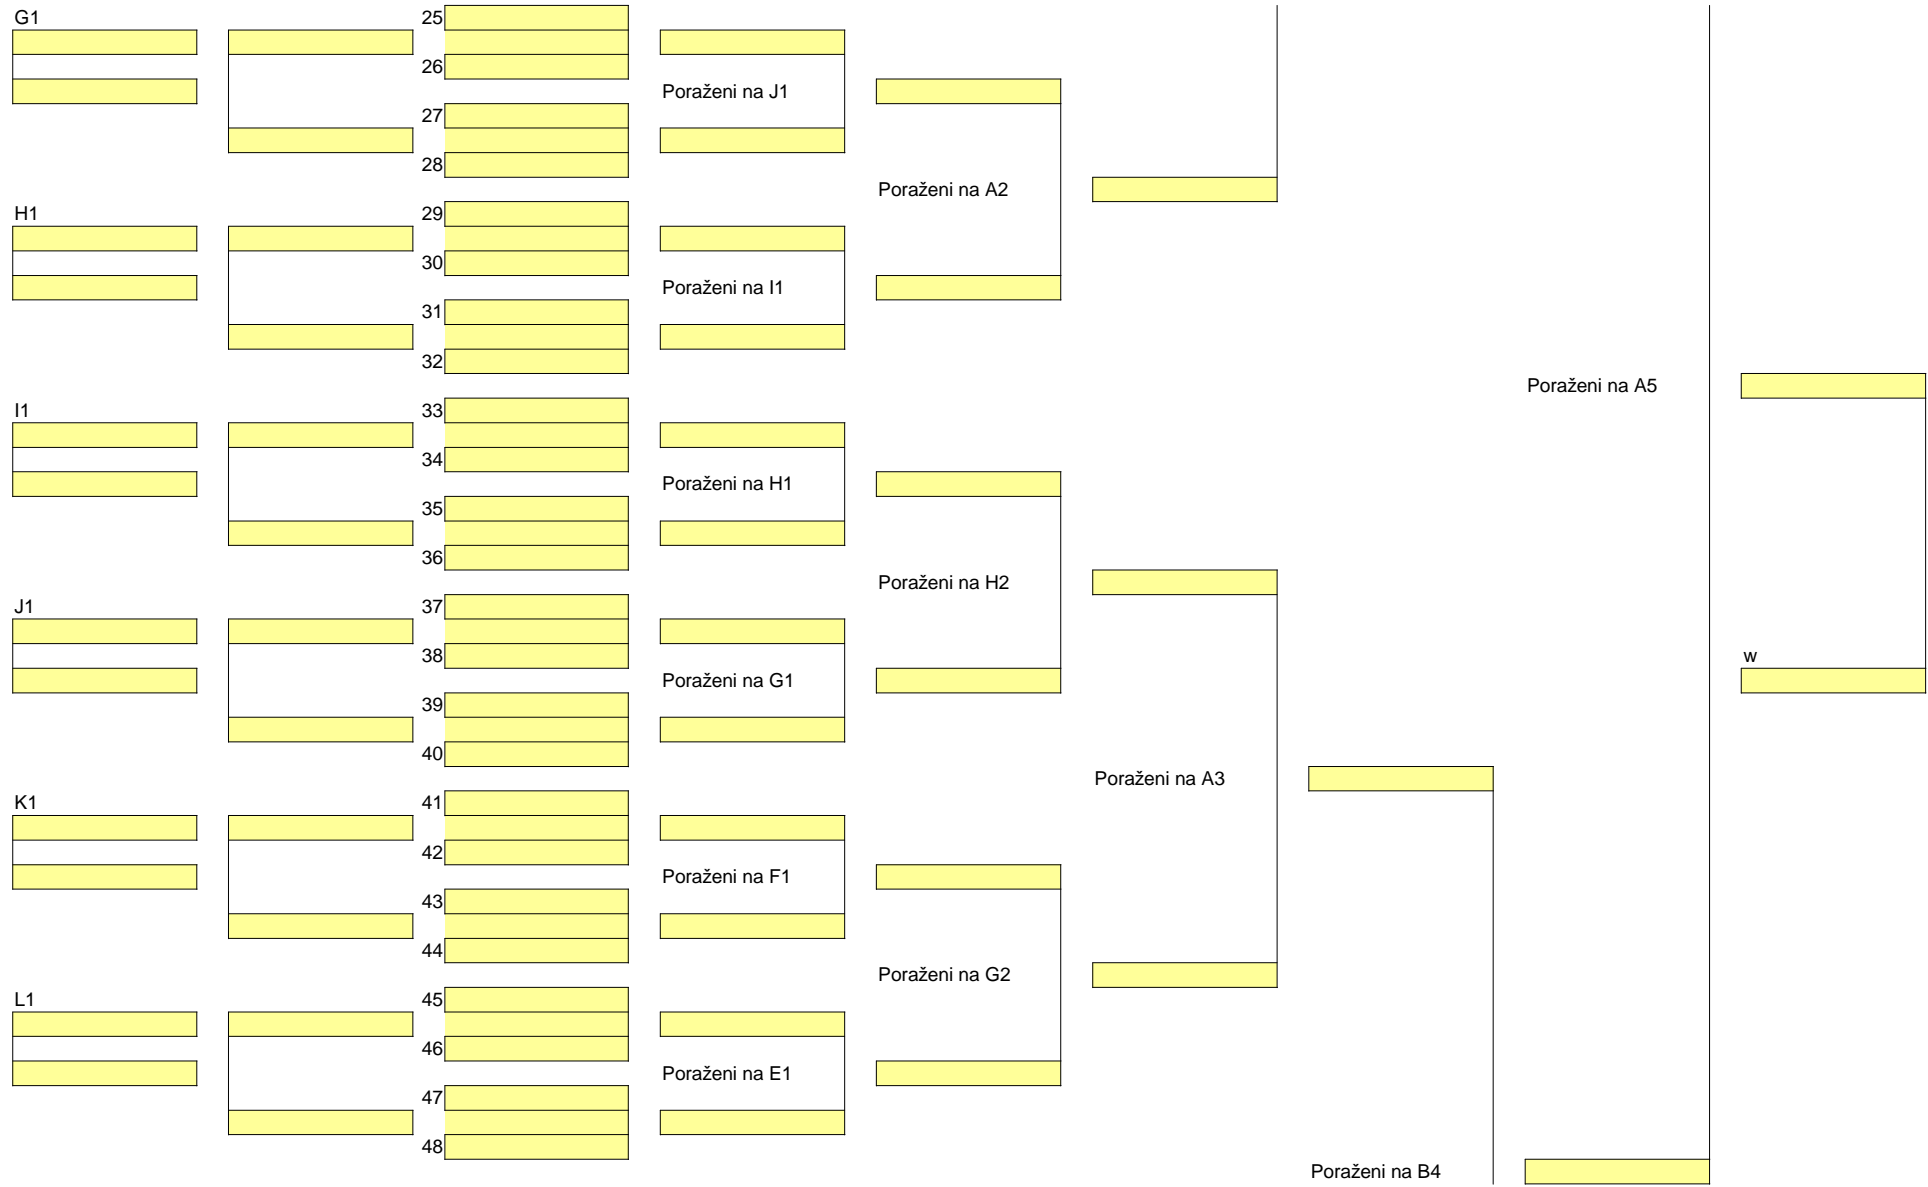 G1
25
26
Poraženi na J1
27
28
Poraženi na A2
H1
29
30
Poraženi na I1
31
32
Poraženi na A5
I1
33
34
Poraženi na H1
35
36
Poraženi na H2
J1
37
38
w
Poraženi na G1
39
40
Poraženi na A3
K1
41
42
Poraženi na F1
43
44
Poraženi na G2
L1
45
46
Poraženi na E1
47
48
Poraženi na B4